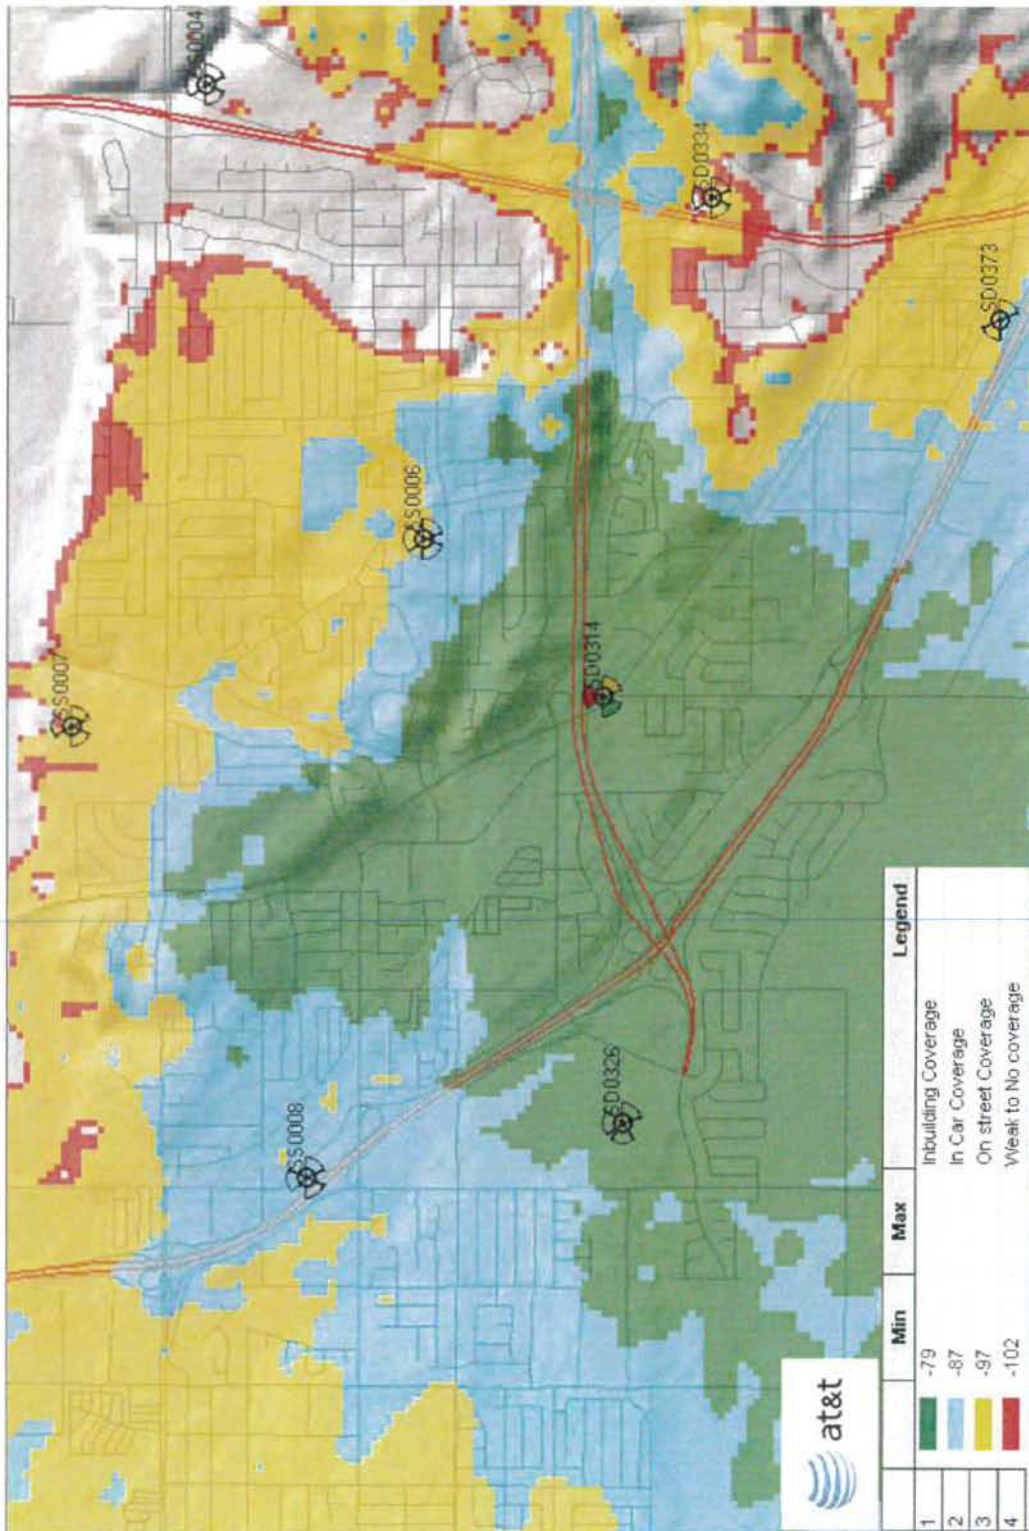 SS0004
SS0007
SD0334
SS0006
SD0373
SD0314
SS0008
SD0326
at&t
Min Max Legend
1 -79 Inbuilding Coverage
2 -87 In Car Coverage
3 -97 On street Coverage
4 -102 Weak to No coverage